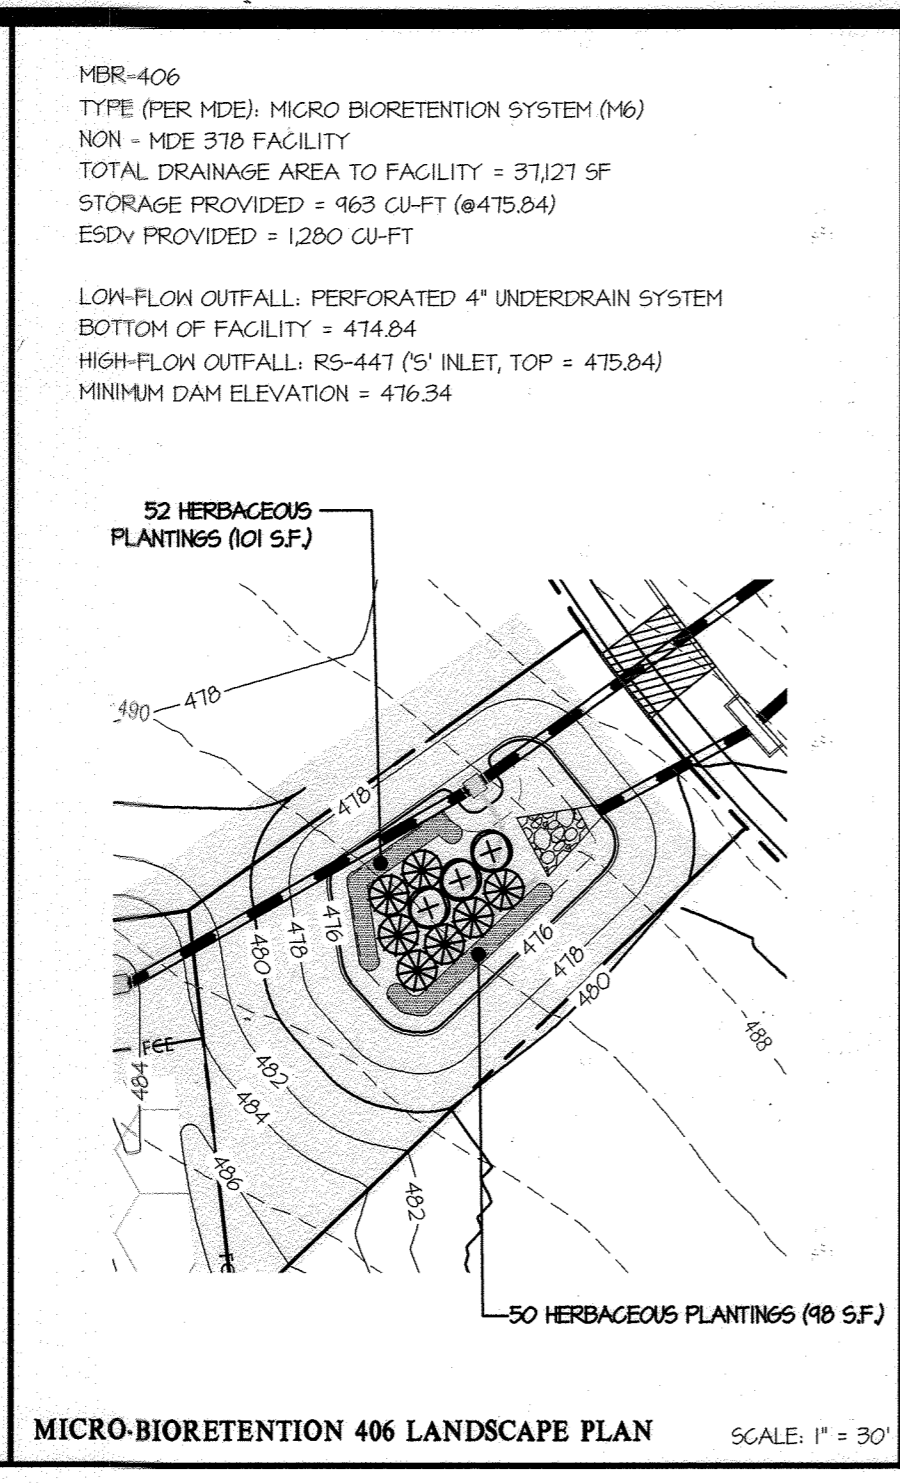 MBR-406
TYPE (PER MDE): MICRO BIORETENTION SYSTEM (M6)
NON - MDE 378 FACILITY
TOTAL DRAINAGE AREA TO FACILITY = 37,127 SF
STORAGE PROVIDED = 963 CU-FT (@475.84)
ESDv PROVIDED = 1,280 CU-FT
LOW-FLOW OUTFALL: PERFORATED 4" UNDERDRAIN SYSTEM
BOTTOM OF FACILITY = 474.84
HIGH-FLOW OUTFALL: RS-447 ('S' INLET, TOP = 475.84)
MINIMUM DAM ELEVATION = 476.34
52 HERBACEOUS
PLANTINGS (101 S.F.)
478
490
478
476
478
480
476
478
480
488
FCE
484
482
484
486
482
50 HERBACEOUS PLANTINGS (98 S.F.)
MICRO-BIORETENTION 406 LANDSCAPE PLAN
SCALE: 1" = 30'